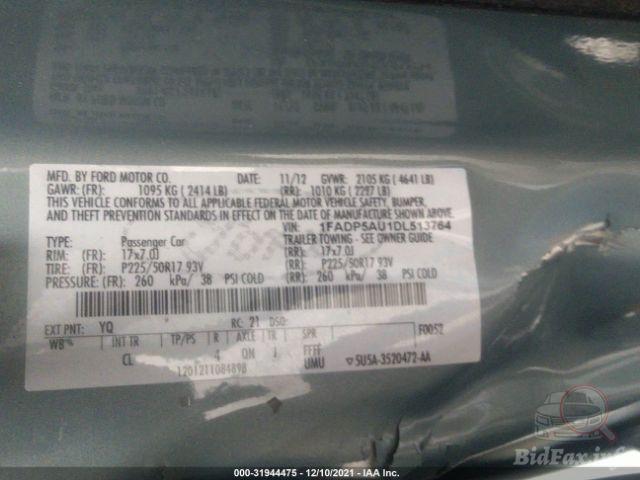 MFD. BY FORD MOTOR CO. DATE: 11/12 GVWR: 2105 KG ( 4641 LB)
GAWR: (FR): 1095 KG ( 2414 LB) (RR): 1010 KG ( 2227 LB)
THIS VEHICLE CONFORMS TO ALL APPLICABLE FEDERAL MOTOR VEHICLE SAFETY, BUMPER,
AND THEFT PREVENTION STANDARDS IN EFFECT ON THE DATE OF MANUFACTURE SHOWN ABOVE.
VIN: 1FADP5AU1DL513764
TYPE: Passenger Car TRAILER TOWING - SEE OWNER GUIDE
RIM: (FR): 17x7.0J (RR): 17x7.0J
TIRE: (FR): P225/50R17 93V (RR): P225/50R17 93V
PRESSURE: (FR): 260 kPa/ 38 PSI COLD (RR): 260 kPa/ 38 PSI COLD
EXT PNT: YQ RC: 21 DSO: F0052
WB INT TR TP/PS R AXLE TR SPR
CL 4 QN J FFFF
1201211084898 UMU ▽ 5U5A-3520472-AA
BidFax.info
000-31944475 - 12/10/2021 - IAA Inc.